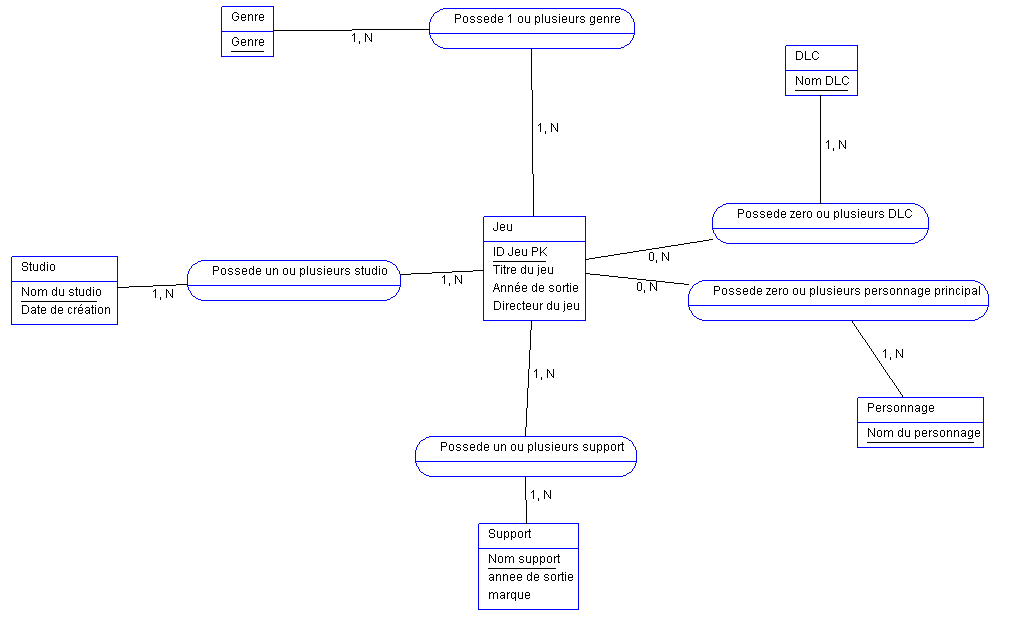 Genre
Genre
1, N
Possede 1 ou plusieurs genre
1, N
DLC
Nom DLC
1, N
Possede zero ou plusieurs DLC
0, N
Jeu
ID Jeu PK
Titre du jeu
Année de sortie
Directeur du jeu
Studio
Nom du studio
Date de création
1, N
Possede un ou plusieurs studio
1, N
0, N
Possede zero ou plusieurs personnage principal
1, N
Personnage
Nom du personnage
1, N
Possede un ou plusieurs support
1, N
Support
Nom support
annee de sortie
marque